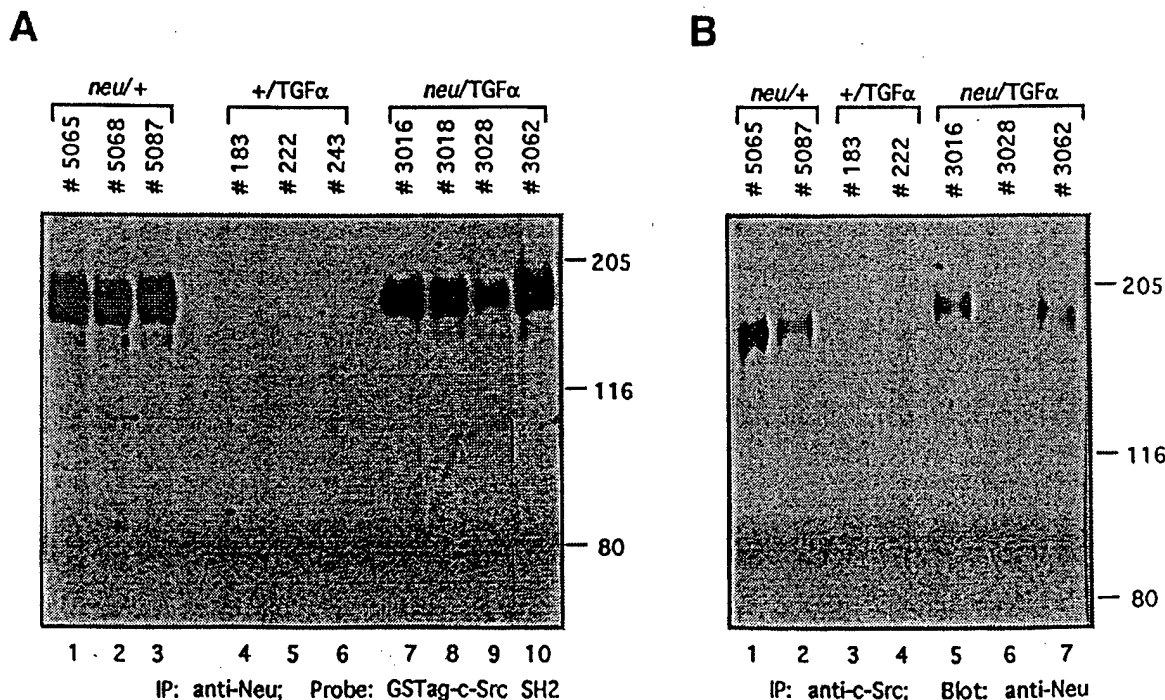 A
neu/+ +/TGFα neu/TGFα
# 5065 # 5068 # 5087 # 183 # 222 # 243 # 3016 # 3018 # 3028 # 3062
205
116
80
1 2 3 4 5 6 7 8 9 10
IP: anti-Neu; Probe: GSTag-c-Src SH2
B
neu/+ +/TGFα neu/TGFα
# 5065 # 5087 # 183 # 222 # 3016 # 3028 # 3062
205
116
80
1 2 3 4 5 6 7
IP: anti-c-Src; Blot: anti-Neu